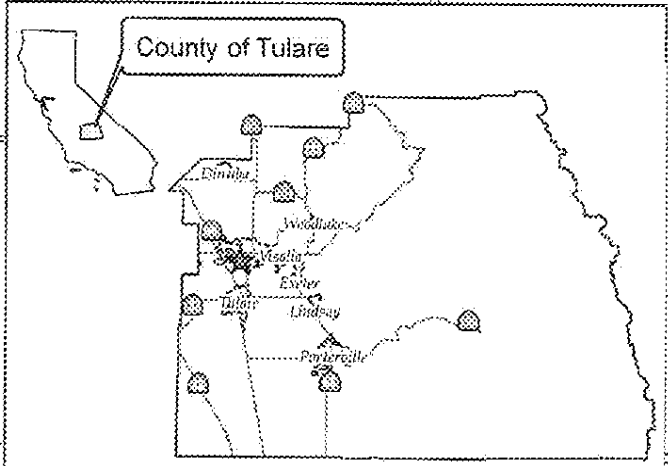 County of Tulare
Dinuba
Woodlake
Visalia
Exeter
Tulare
Lindsay
Porterville